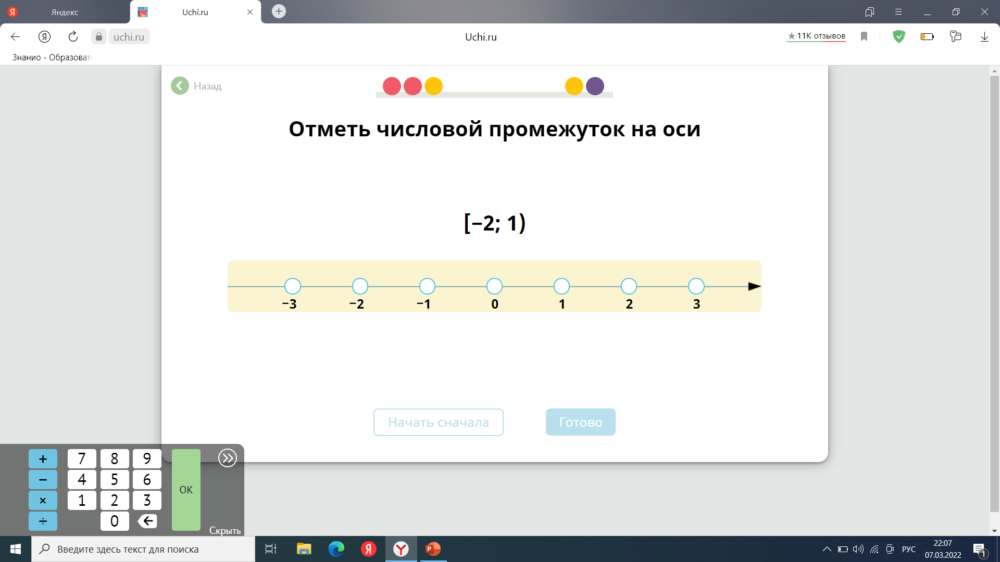 Яндекс
Uchi.ru
uchi.ru
Uchi.ru
★11K отзывов
Знанио - Образоват
Назад
Отметь числовой промежуток на оси
[−2; 1)
−3 −2 −1 0 1 2 3
Начать сначала
Готово
+ 7 8 9
− 4 5 6
× 1 2 3
÷ 0
OK
Скрыть
Введите здесь текст для поиска
РУС
22:07
07.03.2022
1